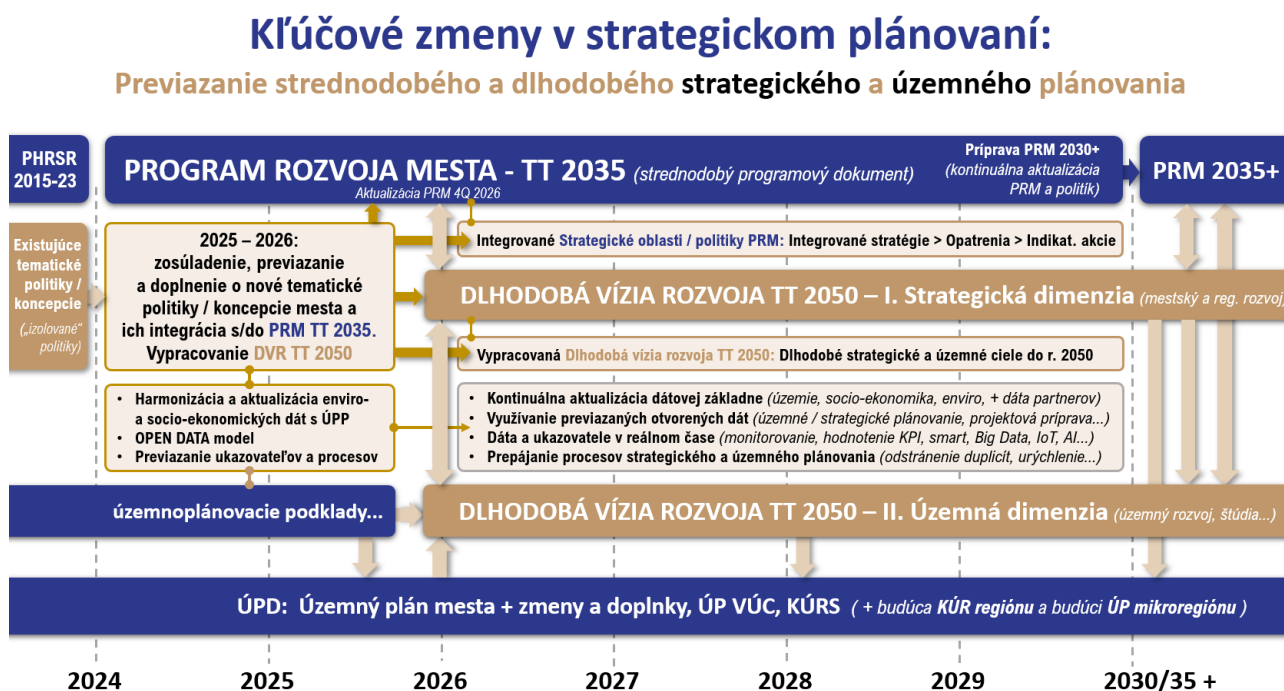 Kľúčové zmeny v strategickom plánovaní:
Previazanie strednodobého a dlhodobého strategického a územného plánovania
PHRSR
2015-23
PROGRAM ROZVOJA MESTA - TT 2035 (strednodobý programový dokument)
Aktualizácia PRM 4Q 2026
Príprava PRM 2030+
(kontinuálna aktualizácia
PRM a politík)
PRM 2035+
Existujúce
tematické
politiky /
koncepcie
(„izolované“
politiky)
2025 – 2026:
zosúladenie, previazanie
a doplnenie o nové tematické
politiky / koncepcie mesta a
ich integrácia s/do PRM TT 2035.
Vypracovanie DVR TT 2050
Integrované Strategické oblasti / politiky PRM: Integrované stratégie > Opatrenia > Indikat. akcie
DLHODOBÁ VÍZIA ROZVOJA TT 2050 – I. Strategická dimenzia (mestský a reg. rozvoj)
Vypracovaná Dlhodobá vízia rozvoja TT 2050: Dlhodobé strategické a územné ciele do r. 2050
• Harmonizácia a aktualizácia enviro-
a socio-ekonomických dát s ÚPP
• OPEN DATA model
• Previazanie ukazovateľov a procesov
• Kontinuálna aktualizácia dátovej základne (územie, socio-ekonomika, enviro, + dáta partnerov)
• Využívanie previazaných otvorených dát (územné / strategické plánovanie, projektová príprava...)
• Dáta a ukazovatele v reálnom čase (monitorovanie, hodnotenie KPI, smart, Big Data, IoT, AI...)
• Prepájanie procesov strategického a územného plánovania (odstránenie duplicít, urýchlenie...)
územnoplánovacie podklady...
DLHODOBÁ VÍZIA ROZVOJA TT 2050 – II. Územná dimenzia (územný rozvoj, štúdia...)
ÚPD: Územný plán mesta + zmeny a doplnky, ÚP VÚC, KÚRS ( + budúca KÚR regiónu a budúci ÚP mikroregiónu )
2024 2025 2026 2027 2028 2029 2030/35 +